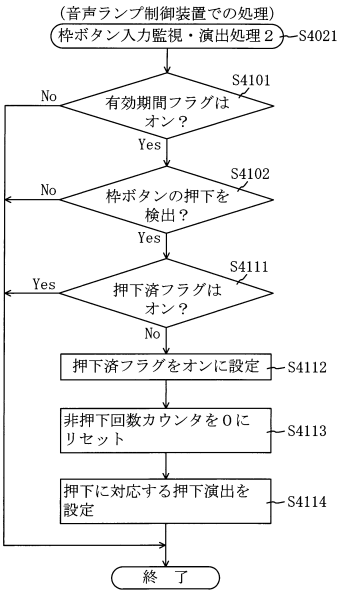 (音声ランプ制御装置での処理)
枠ボタン入力監視・演出処理２
S4021
S4101
有効期間フラグは
オン？
No
Yes
S4102
枠ボタンの押下を
検出？
No
Yes
S4111
押下済フラグは
オン？
Yes
No
押下済フラグをオンに設定
S4112
非押下回数カウンタを０に
リセット
S4113
押下に対応する押下演出を
設定
S4114
終 了